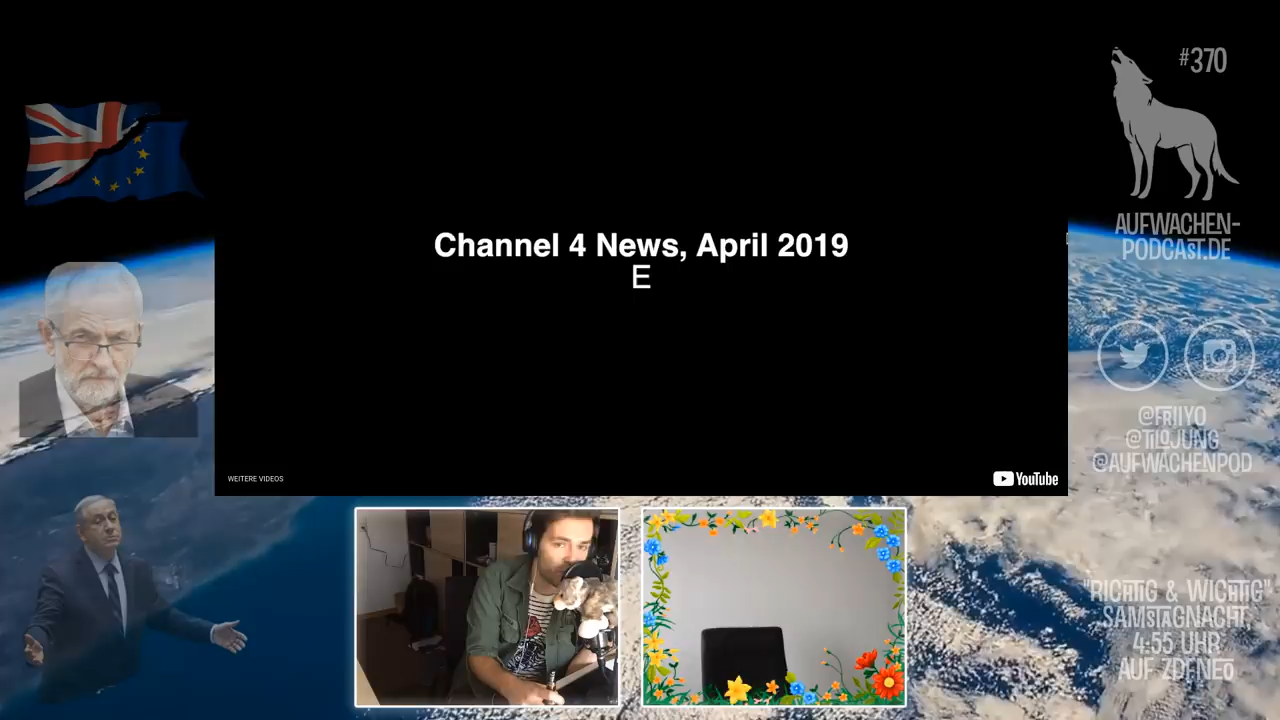 #370
AUFWACHEN-
PODCAST.DE
Channel 4 News, April 2019
E
@FRIIYO
@TILOJUNG
@AUFWACHENPOD
WEITERE VIDEOS
YouTube
"RICHTIG & WICHTIG"
SAMSTAGNACHT,
4:55 UHR
AUF ZDFNEO